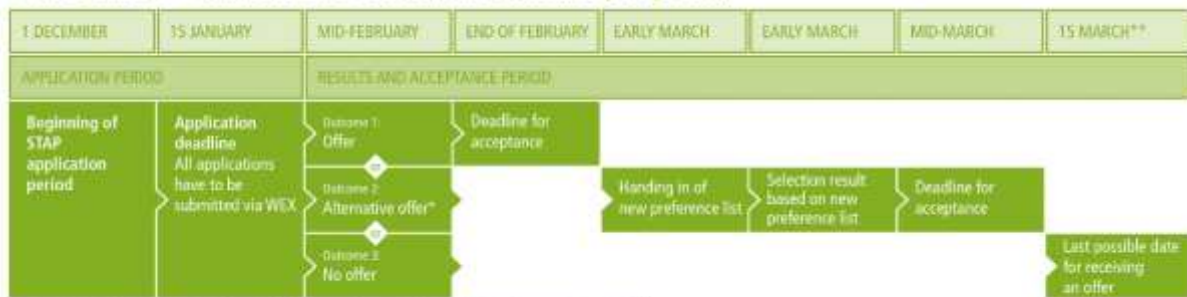 1 DECEMBER
15 JANUARY
MID-FEBRUARY
END OF FEBRUARY
EARLY MARCH
EARLY MARCH
MID-MARCH
15 MARCH**
APPLICATION PERIOD
RESULTS AND ACCEPTANCE PERIOD
Beginning of
STAP
application
period
Application
deadline
All applications
have to be
submitted via WEX
Outcome 1:
Offer
or
Outcome 2:
Alternative offer*
or
Outcome 3:
No offer
Deadline for
acceptance
Handing in of
new preference list
Selection result
based on new
preference list
Deadline for
acceptance
Last possible date
for receiving
an offer